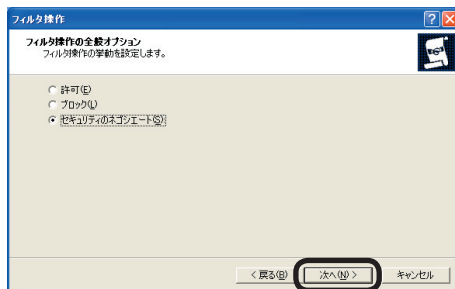 フィルタ操作
フィルタ操作の全般オプション
フィルタ操作の挙動を設定します。
許可(E)
ブロック(L)
セキュリティのネゴシエート(S)
< 戻る(B)
次へ(N) >
キャンセル